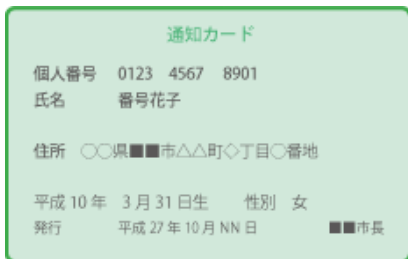 通知カード
個人番号 0123 4567 8901
氏名 番号花子
住所 ○○県■■市△△町◇丁目○番地
平成10年 3月31日生 性別 女
発行 平成27年10月NN日 ■■市長